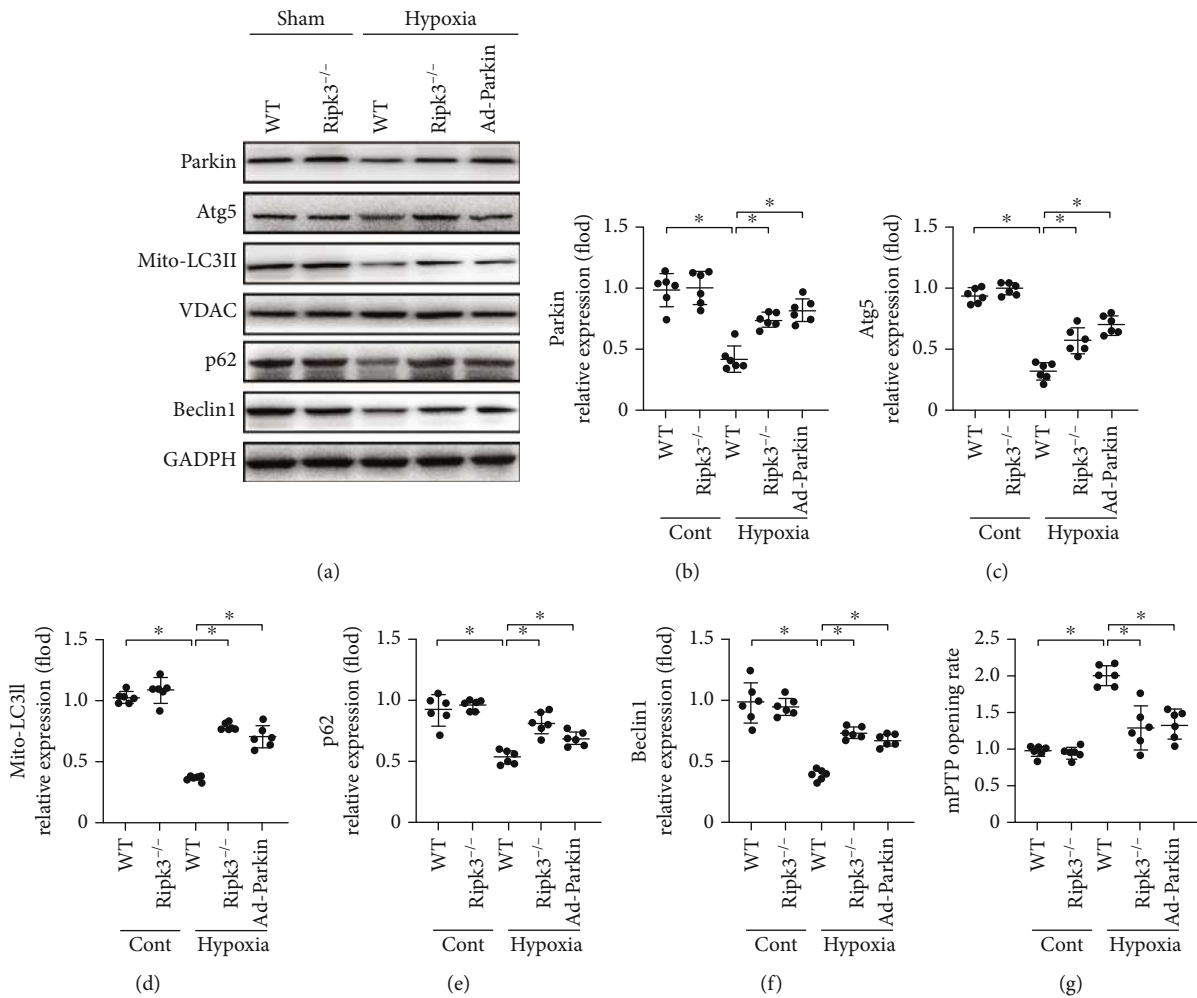 Sham Hypoxia
WT Ripk3−/− WT Ripk3−/− Ad-Parkin
Parkin
Atg5
Mito-LC3II
VDAC
p62
Beclin1
GADPH
(a)
Parkin
relative expression (flod)
1.5
1.0
0.5
0
* * *
WT Ripk3−/− WT Ripk3−/− Ad-Parkin
Cont Hypoxia
(b)
Atg5
relative expression (flod)
1.5
1.0
0.5
0
* * *
WT Ripk3−/− WT Ripk3−/− Ad-Parkin
Cont Hypoxia
(c)
Mito-LC3ll
relative expression (flod)
1.5
1.0
0.5
0
* * *
WT Ripk3−/− WT Ripk3−/− Ad-Parkin
Cont Hypoxia
(d)
p62
relative expression (flod)
1.5
1.0
0.5
0
* * *
WT Ripk3−/− WT Ripk3−/− Ad-Parkin
Cont Hypoxia
(e)
Beclin1
relative expression (flod)
1.5
1.0
0.5
0
* * *
WT Ripk3−/− WT Ripk3−/− Ad-Parkin
Cont Hypoxia
(f)
mPTP opening rate
2.5
2.0
1.5
1.0
0.5
0
* * *
WT Ripk3−/− WT Ripk3−/− Ad-Parkin
Cont Hypoxia
(g)